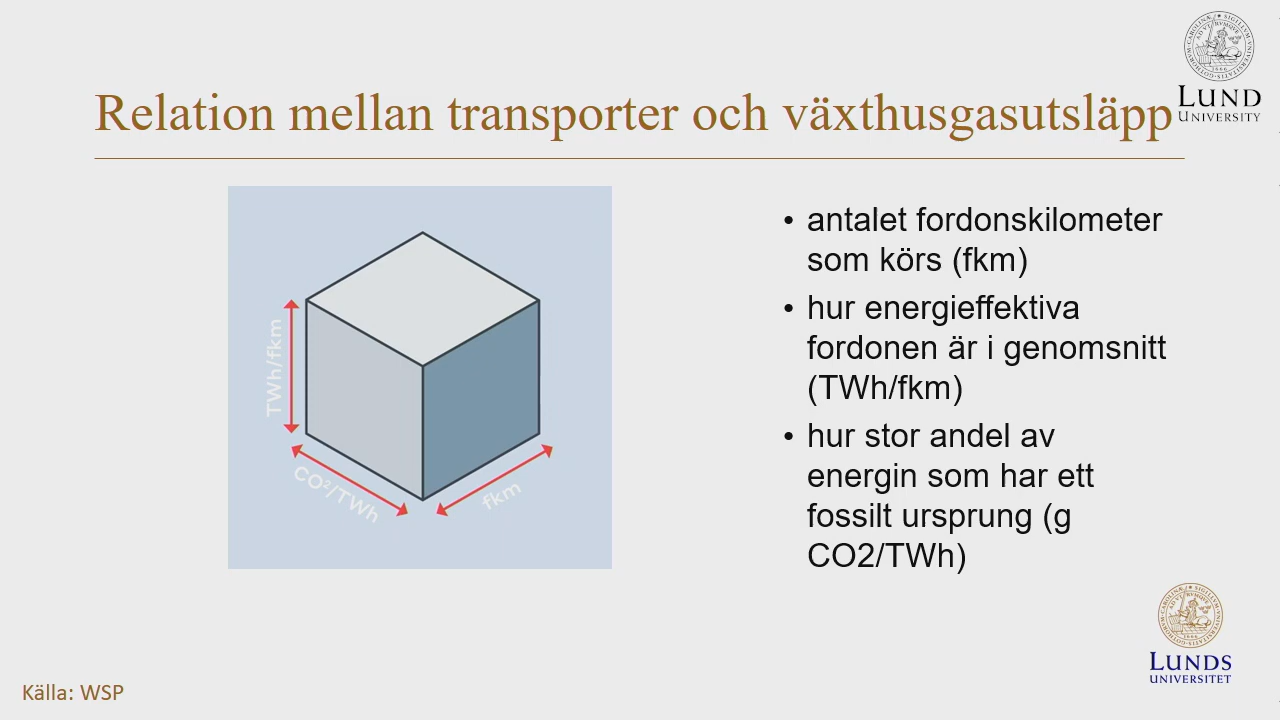 LUND
UNIVERSITY
Relation mellan transporter och växthusgasutsläpp
TWh/fkm
CO²/TWh
fkm
• antalet fordonskilometer
som körs (fkm)
• hur energieffektiva
fordonen är i genomsnitt
(TWh/fkm)
• hur stor andel av
energin som har ett
fossilt ursprung (g
CO2/TWh)
LUNDS
UNIVERSITET
Källa: WSP